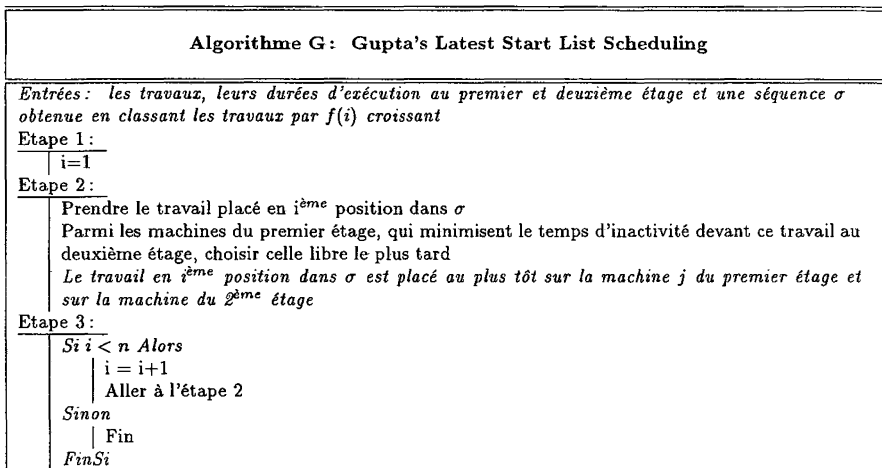 Algorithme G: Gupta's Latest Start List Scheduling
Entrées: les travaux, leurs durées d'exécution au premier et deuxième étage et une séquence σ
obtenue en classant les travaux par f(i) croissant
Etape 1:
i=1
Etape 2:
Prendre le travail placé en i^ème position dans σ
Parmi les machines du premier étage, qui minimisent le temps d'inactivité devant ce travail au
deuxième étage, choisir celle libre le plus tard
Le travail en i^ème position dans σ est placé au plus tôt sur la machine j du premier étage et
sur la machine du 2^ème étage
Etape 3:
Si i < n Alors
i = i+1
Aller à l'étape 2
Sinon
Fin
FinSi